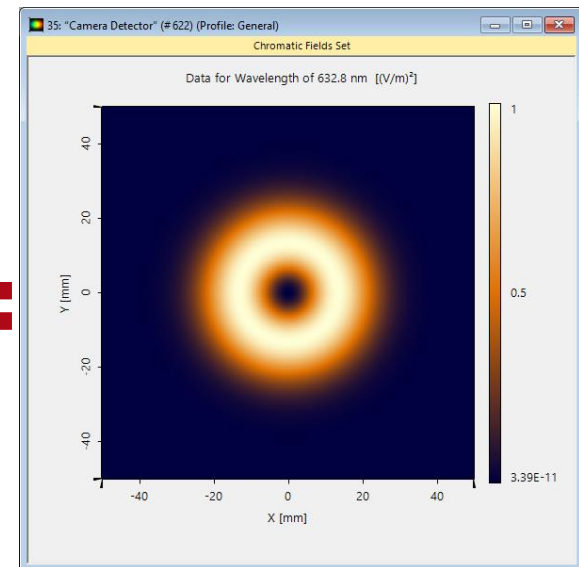 35: "Camera Detector" (#622) (Profile: General)
Chromatic Fields Set
Data for Wavelength of 632.8 nm [(V/m)²]
1
0.5
3.39E-11
40
20
0
-20
-40
Y [mm]
-40 -20 0 20 40
X [mm]